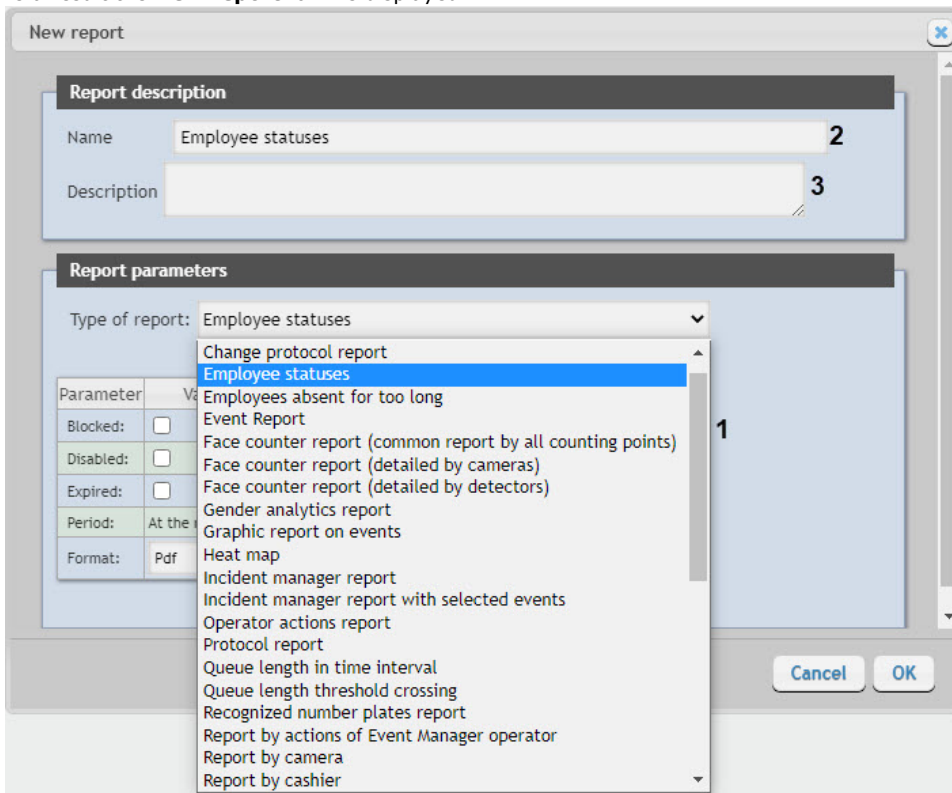 New report
Report description
Name Employee statuses 2
Description 3
Report parameters
Type of report: Employee statuses
Change protocol report
Employee statuses
Employees absent for too long
Event Report
Face counter report (common report by all counting points)
Face counter report (detailed by cameras)
Face counter report (detailed by detectors)
Gender analytics report
Graphic report on events
Heat map
Incident manager report
Incident manager report with selected events
Operator actions report
Protocol report
Queue length in time interval
Queue length threshold crossing
Recognized number plates report
Report by actions of Event Manager operator
Report by camera
Report by cashier
1
Parameter Va
Blocked:
Disabled:
Expired:
Period: At the
Format: Pdf
Cancel OK